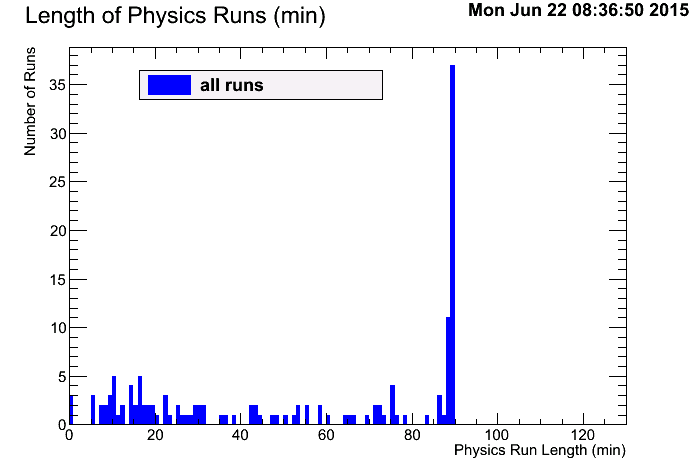 Length of Physics Runs (min)
Mon Jun 22 08:36:50 2015
Number of Runs
all runs
35
30
25
20
15
10
5
0
0 20 40 60 80 100 120
Physics Run Length (min)